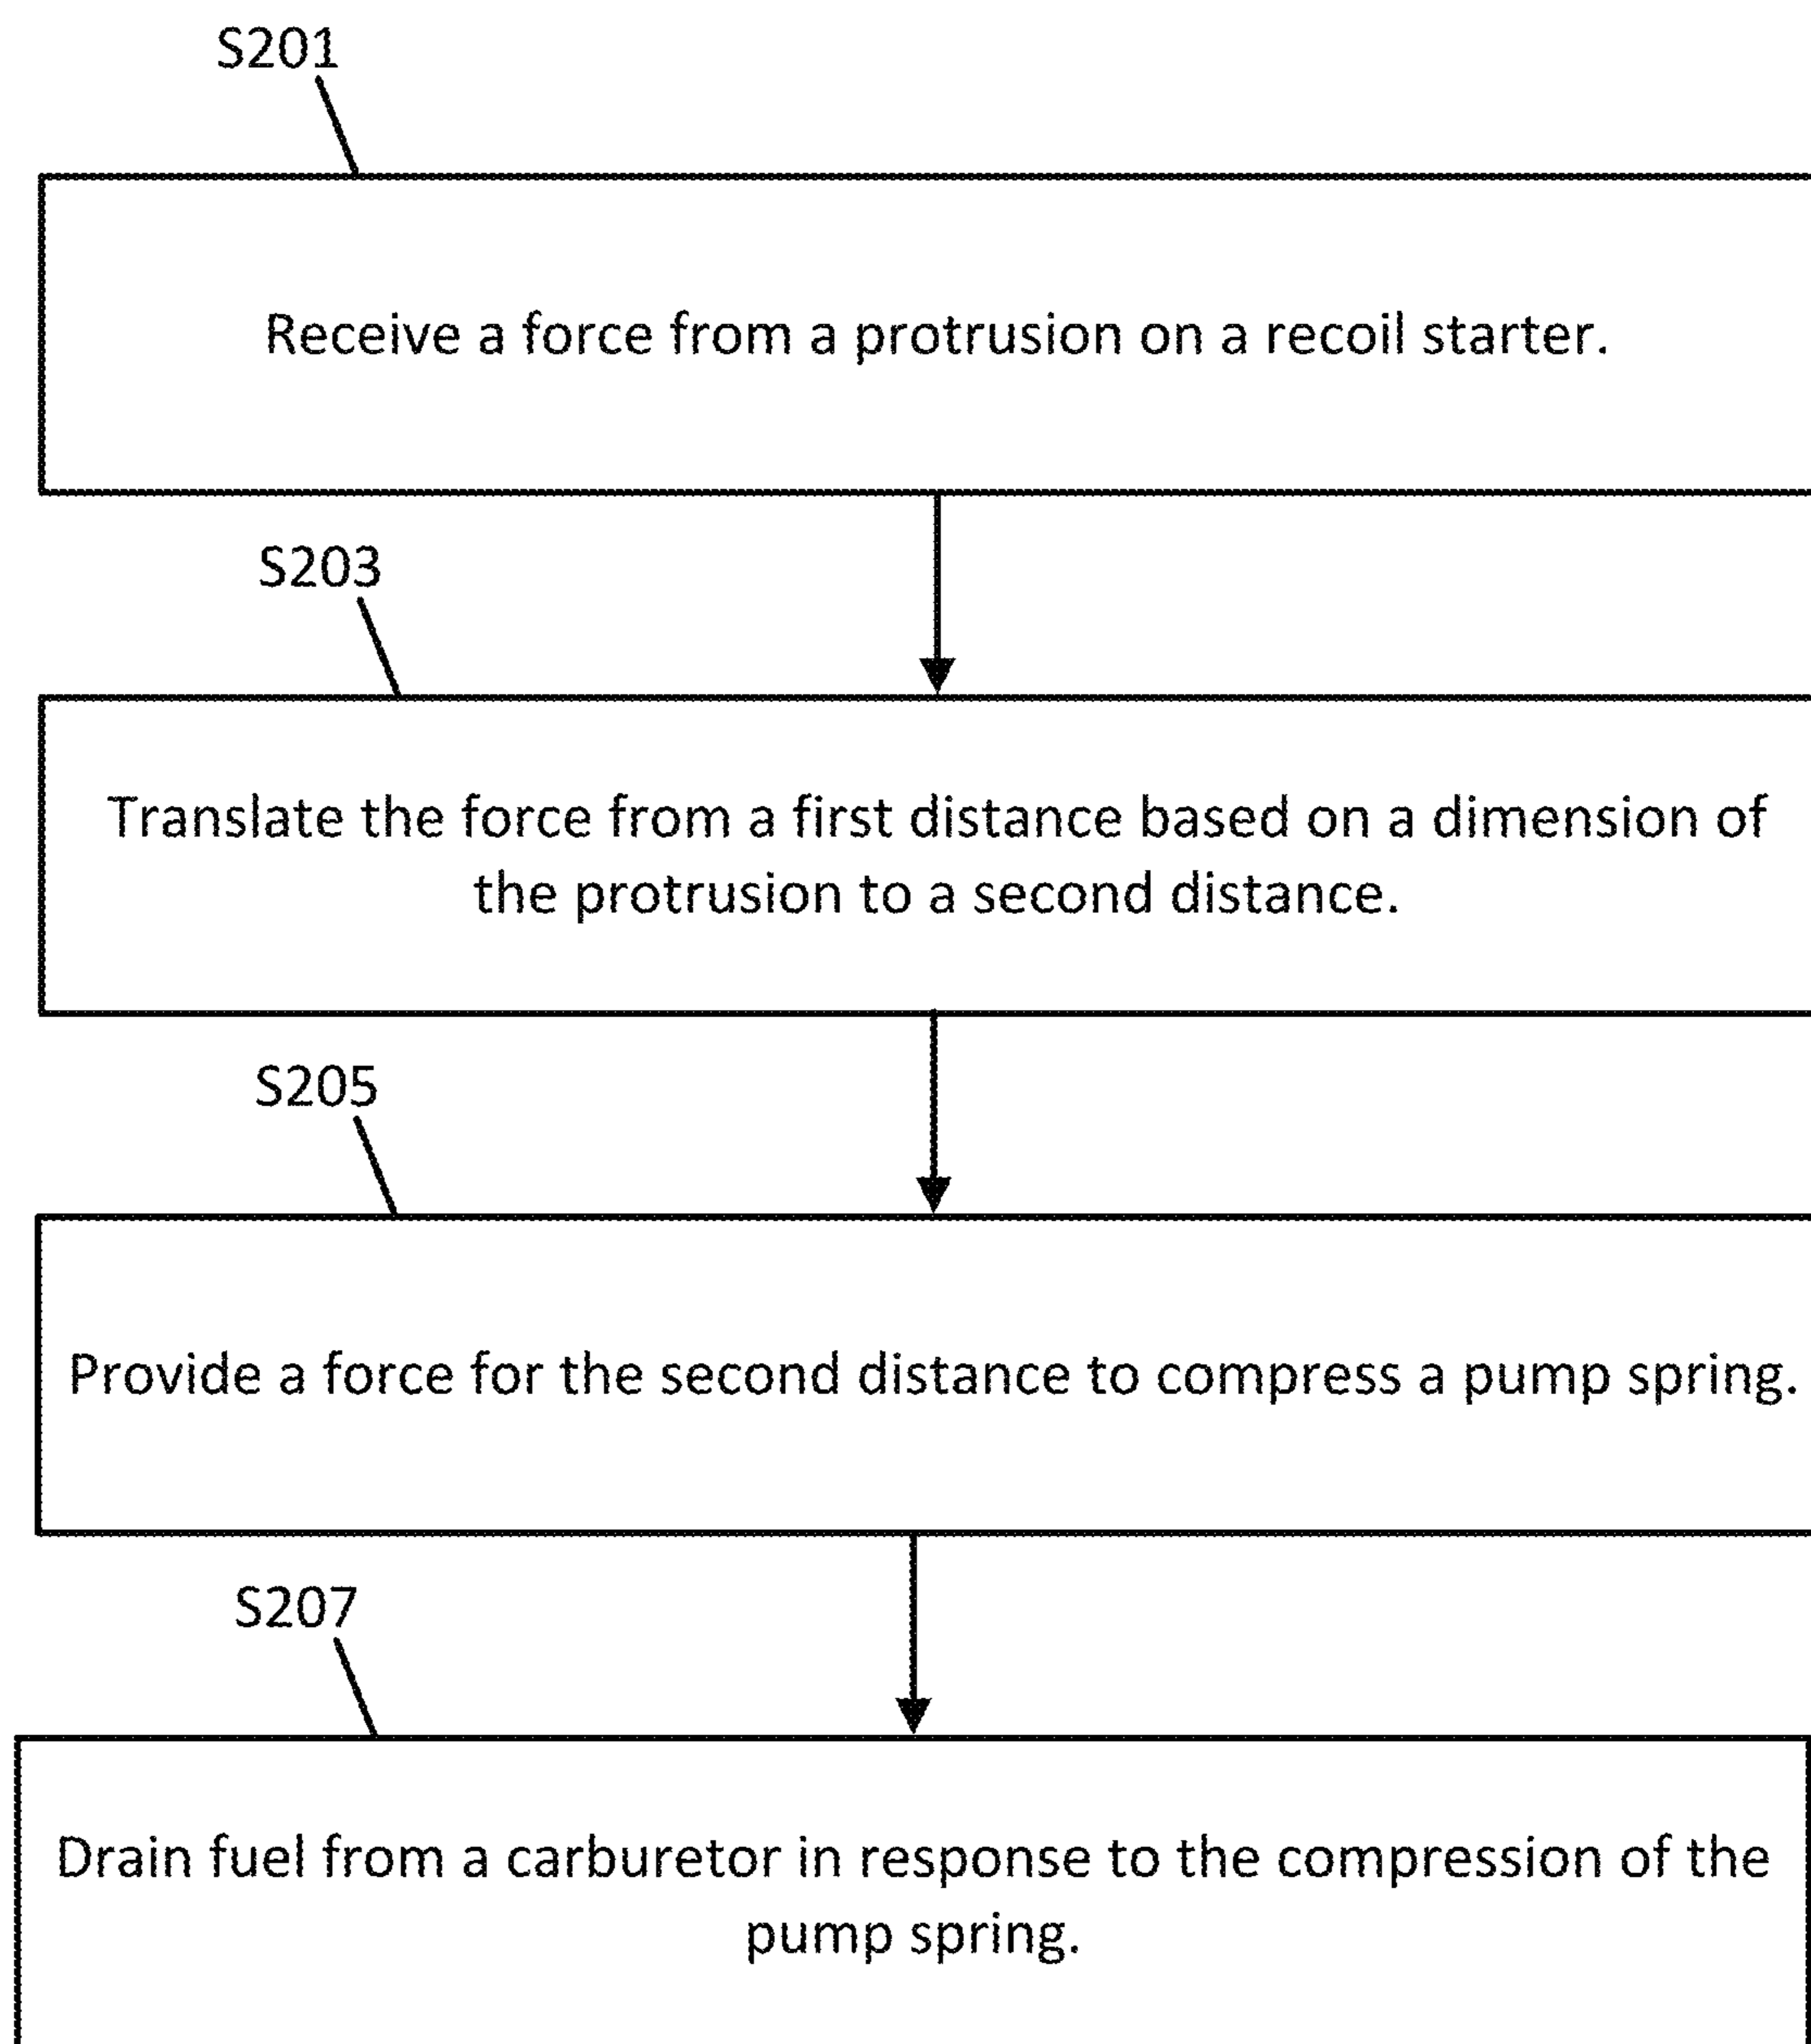 S201
Receive a force from a protrusion on a recoil starter.
S203
Translate the force from a first distance based on a dimension of
the protrusion to a second distance.
S205
Provide a force for the second distance to compress a pump spring.
S207
Drain fuel from a carburetor in response to the compression of the
pump spring.